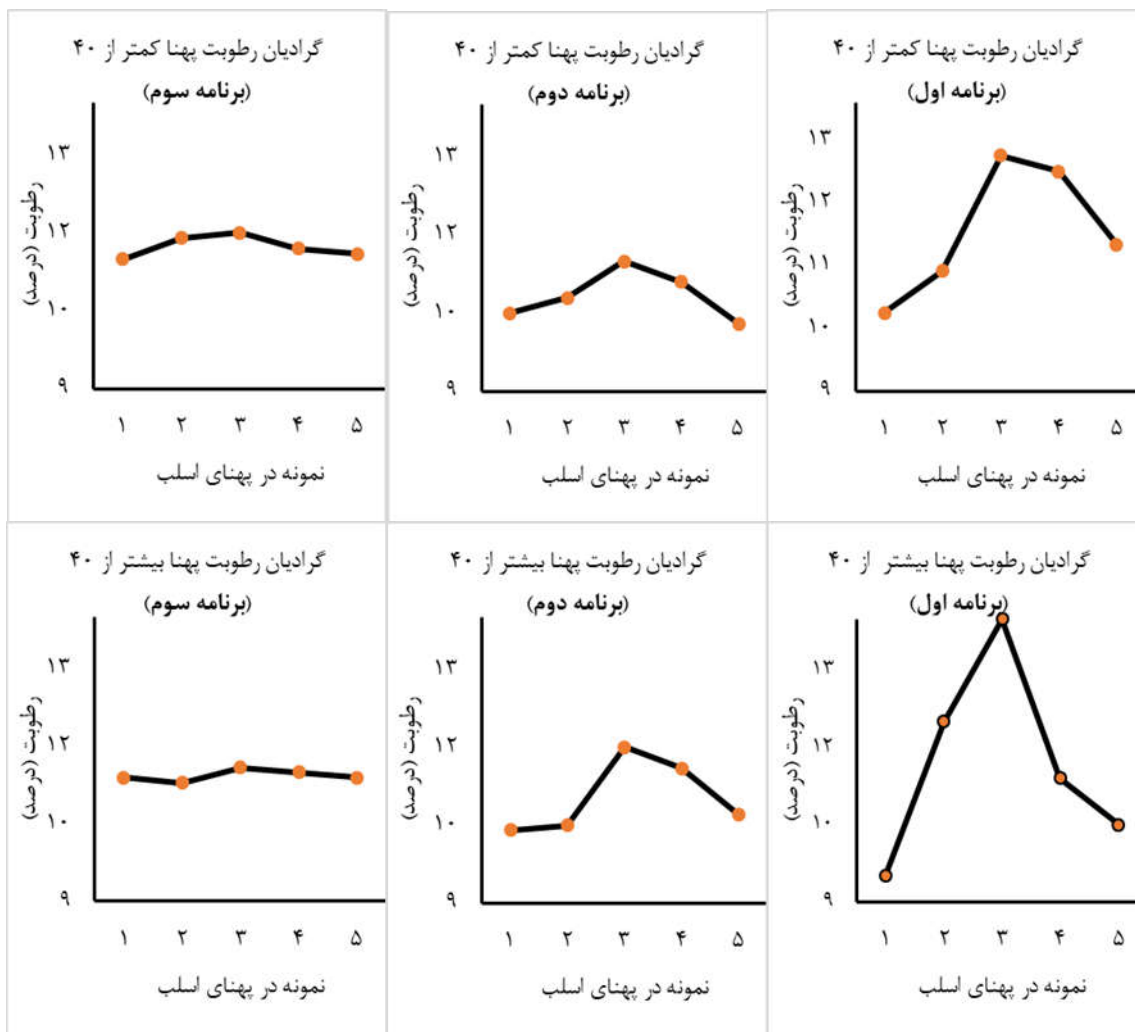 گرادیان رطوبت پهنا کمتر از ۴۰
(برنامه اول)
رطوبت (درصد)
۱۳
۱۲
۱۱
۱۰
۹
۱ ۲ ۳ ۴ ۵
نمونه در پهنای اسلب
گرادیان رطوبت پهنا کمتر از ۴۰
(برنامه دوم)
رطوبت (درصد)
۱۳
۱۲
۱۰
۹
۱ ۲ ۳ ۴ ۵
نمونه در پهنای اسلب
گرادیان رطوبت پهنا کمتر از ۴۰
(برنامه سوم)
رطوبت (درصد)
۱۳
۱۲
۱۰
۹
۱ ۲ ۳ ۴ ۵
نمونه در پهنای اسلب
گرادیان رطوبت پهنا بیشتر از ۴۰
(برنامه اول)
رطوبت (درصد)
۱۳
۱۲
۱۰
۹
۱ ۲ ۳ ۴ ۵
نمونه در پهنای اسلب
گرادیان رطوبت پهنا بیشتر از ۴۰
(برنامه دوم)
رطوبت (درصد)
۱۳
۱۲
۱۰
۹
۱ ۲ ۳ ۴ ۵
نمونه در پهنای اسلب
گرادیان رطوبت پهنا بیشتر از ۴۰
(برنامه سوم)
رطوبت (درصد)
۱۳
۱۲
۱۰
۹
۱ ۲ ۳ ۴ ۵
نمونه در پهنای اسلب